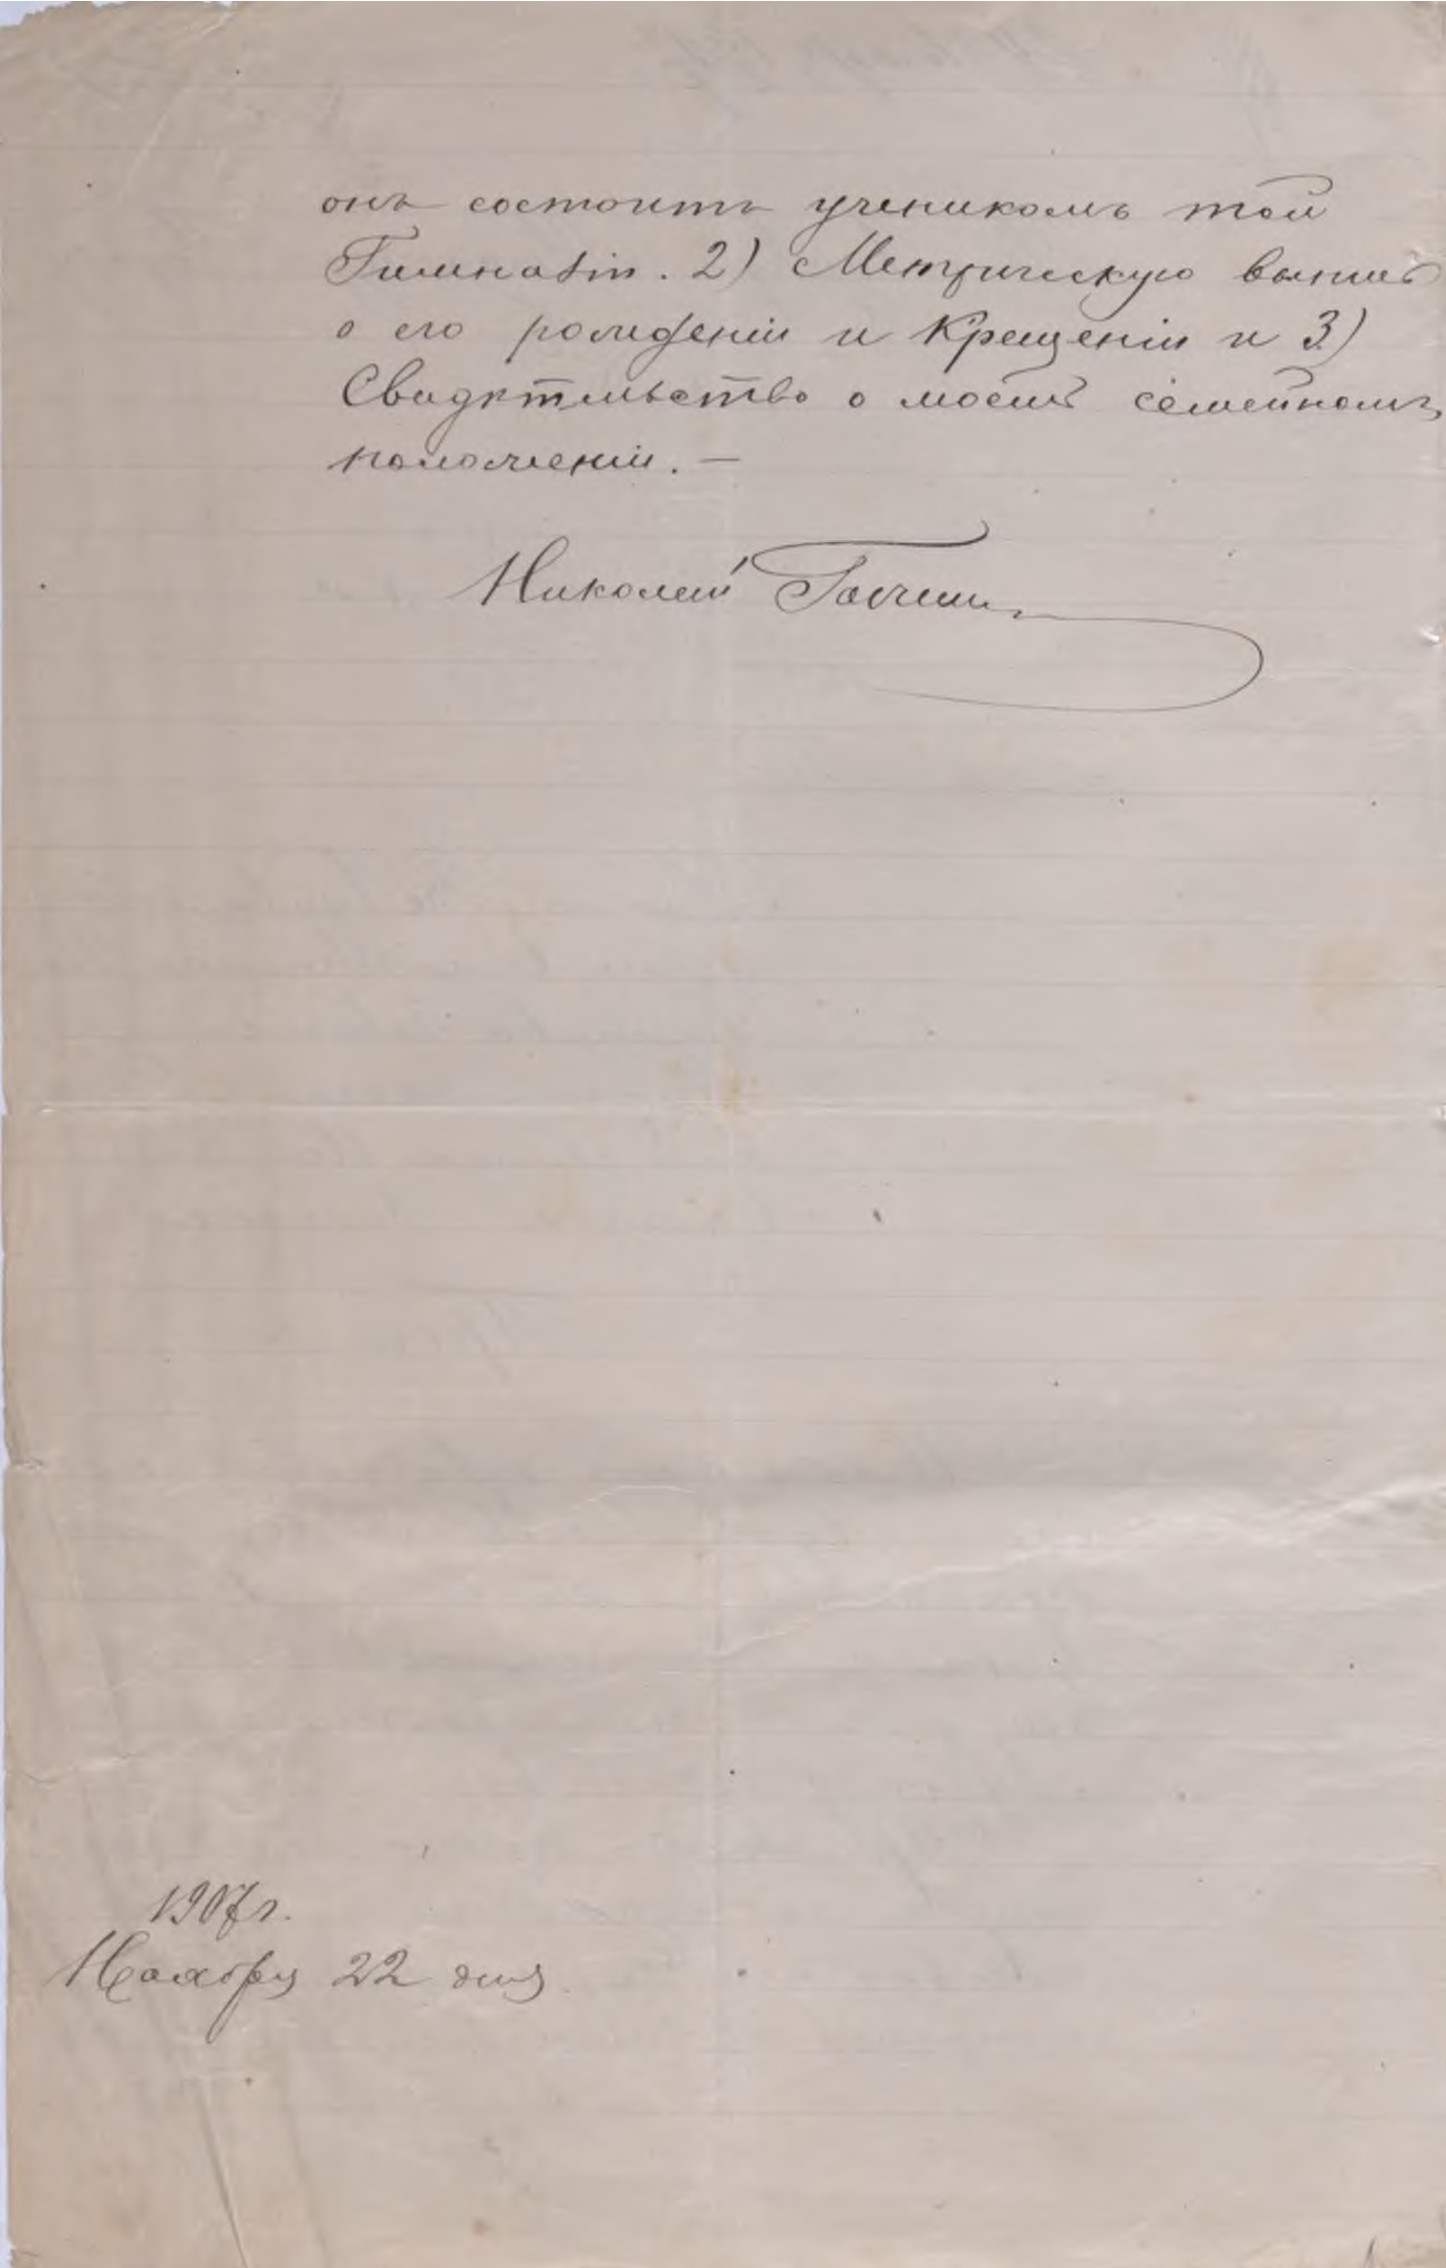 онъ состоитъ ученикомъ той
Гимназіи. 2) Метрическую выпись
о его рожденіи и Крещеніи и 3)
Свидѣтельство о моемъ семейномъ
положеніи. —
Николай
1907 г.
Ноября 22 дня.